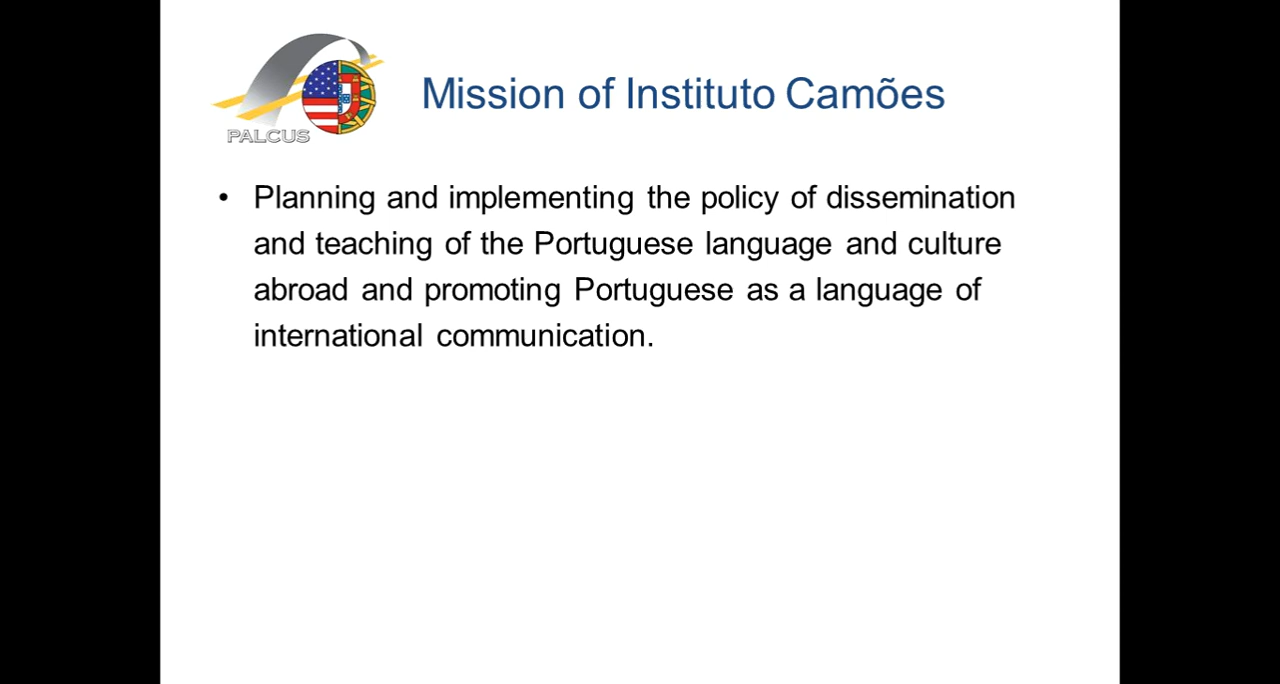 PALCUS
Mission of Instituto Camões
• Planning and implementing the policy of dissemination
and teaching of the Portuguese language and culture
abroad and promoting Portuguese as a language of
international communication.